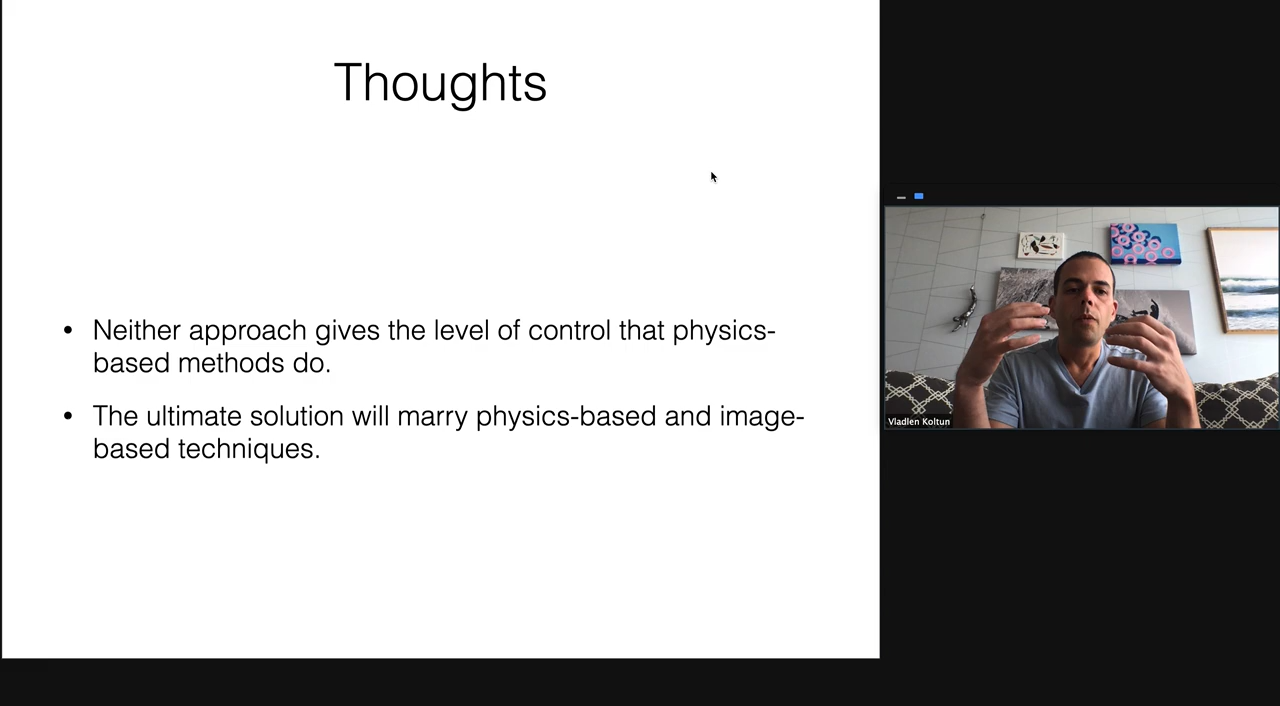 Thoughts
• Neither approach gives the level of control that physics-
based methods do.
• The ultimate solution will marry physics-based and image-
based techniques.
Vladlen Koltun